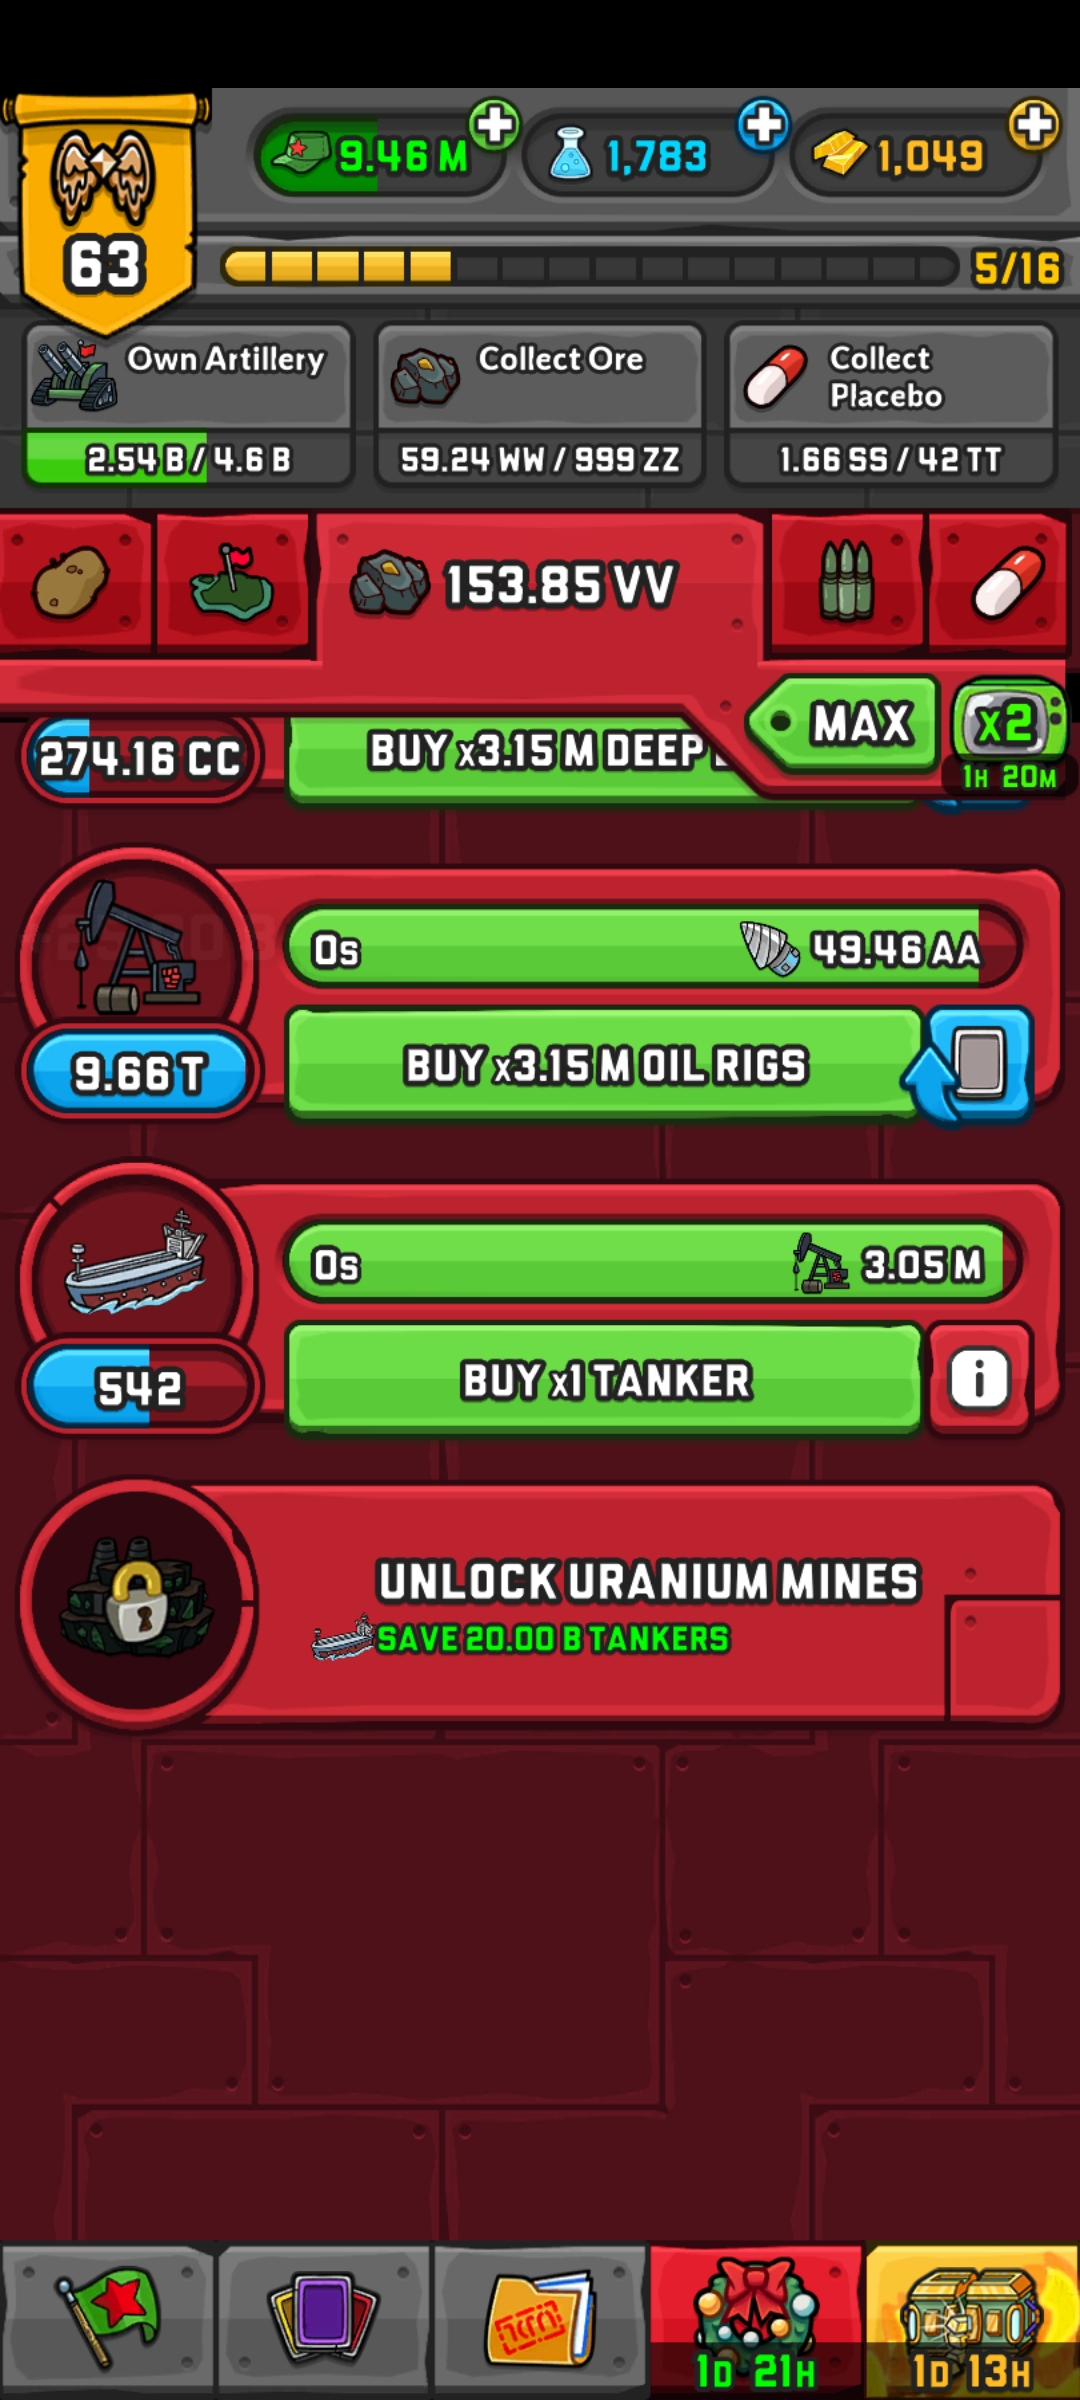 9.46 M
1,783
1,049
63
5/16
Own Artillery
2.54 B / 4.6 B
Collect Ore
59.24 WW / 999 ZZ
Collect
Placebo
1.66 SS / 42 TT
153.85 VV
MAX
x2
1H 20M
274.16 CC
BUY x3.15 M DEEP
0s
49.46 AA
9.66 T
BUY x3.15 M OIL RIGS
0s
3.05 M
542
BUY x1 TANKER
i
UNLOCK URANIUM MINES
SAVE 20.00 B TANKERS
1D 21H
1D 13H